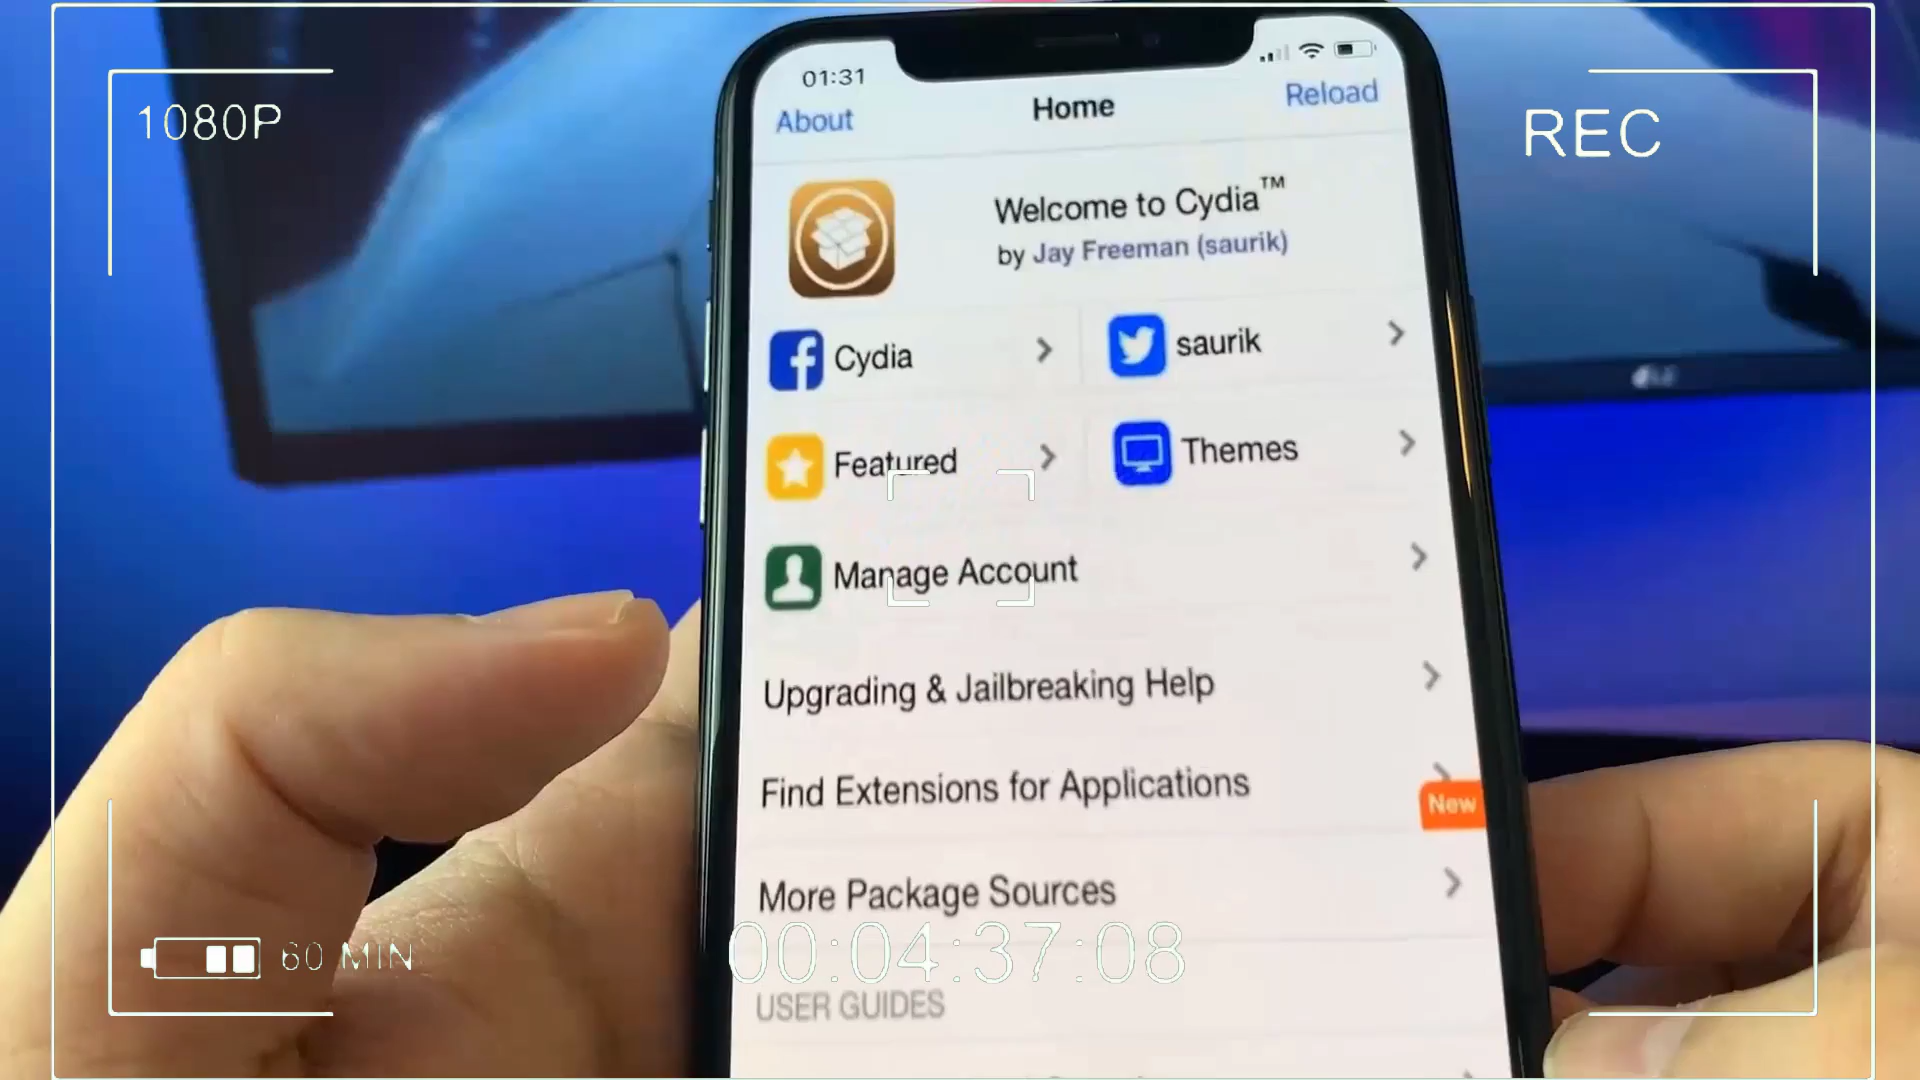 1080P
REC
01:31
About
Home
Reload
Welcome to Cydia™
by Jay Freeman (saurik)
Cydia
saurik
Featured
Themes
Manage Account
Upgrading & Jailbreaking Help
Find Extensions for Applications
New
More Package Sources
60 MIN
00:04:37:08
USER GUIDES